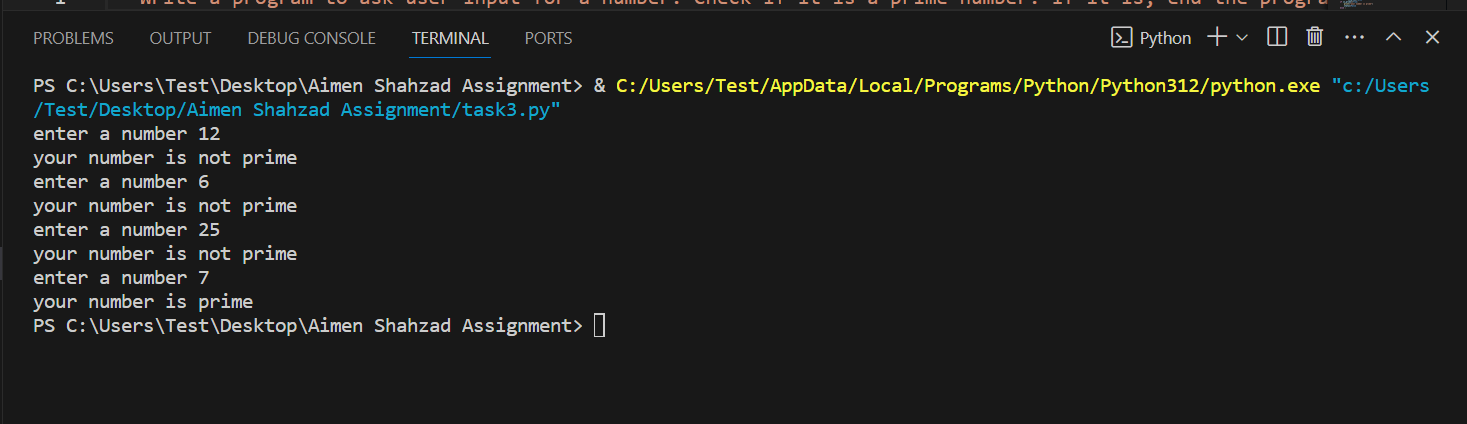 1 Write a program to ask user input for a number. Check if it is a prime number. If it is, end the progra
PROBLEMS OUTPUT DEBUG CONSOLE TERMINAL PORTS Python
PS C:\Users\Test\Desktop\Aimen Shahzad Assignment> & C:/Users/Test/AppData/Local/Programs/Python/Python312/python.exe "c:/Users
/Test/Desktop/Aimen Shahzad Assignment/task3.py"
enter a number 12
your number is not prime
enter a number 6
your number is not prime
enter a number 25
your number is not prime
enter a number 7
your number is prime
PS C:\Users\Test\Desktop\Aimen Shahzad Assignment>